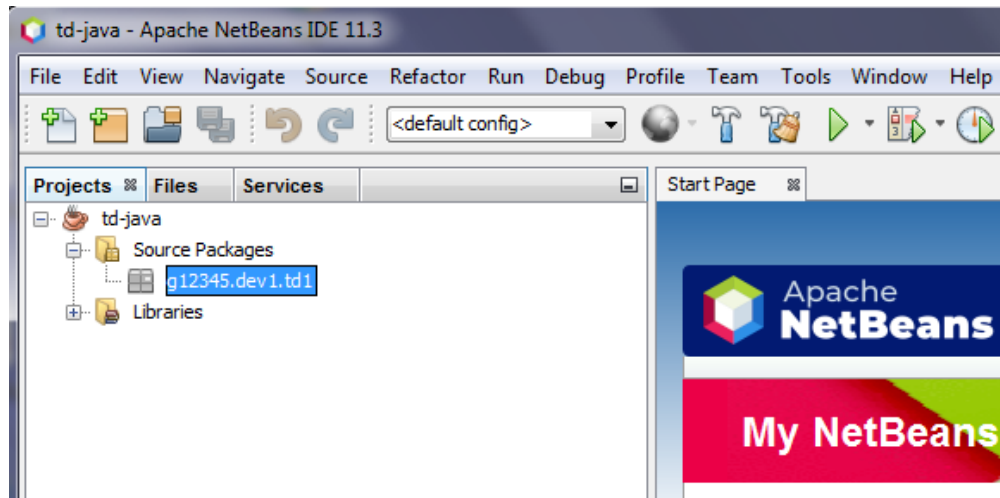 td-java - Apache NetBeans IDE 11.3
File Edit View Navigate Source Refactor Run Debug Profile Team Tools Window Help
<default config>
Projects Files Services
Start Page
td-java
Source Packages
g12345.dev1.td1
Libraries
Apache
NetBeans
My NetBeans